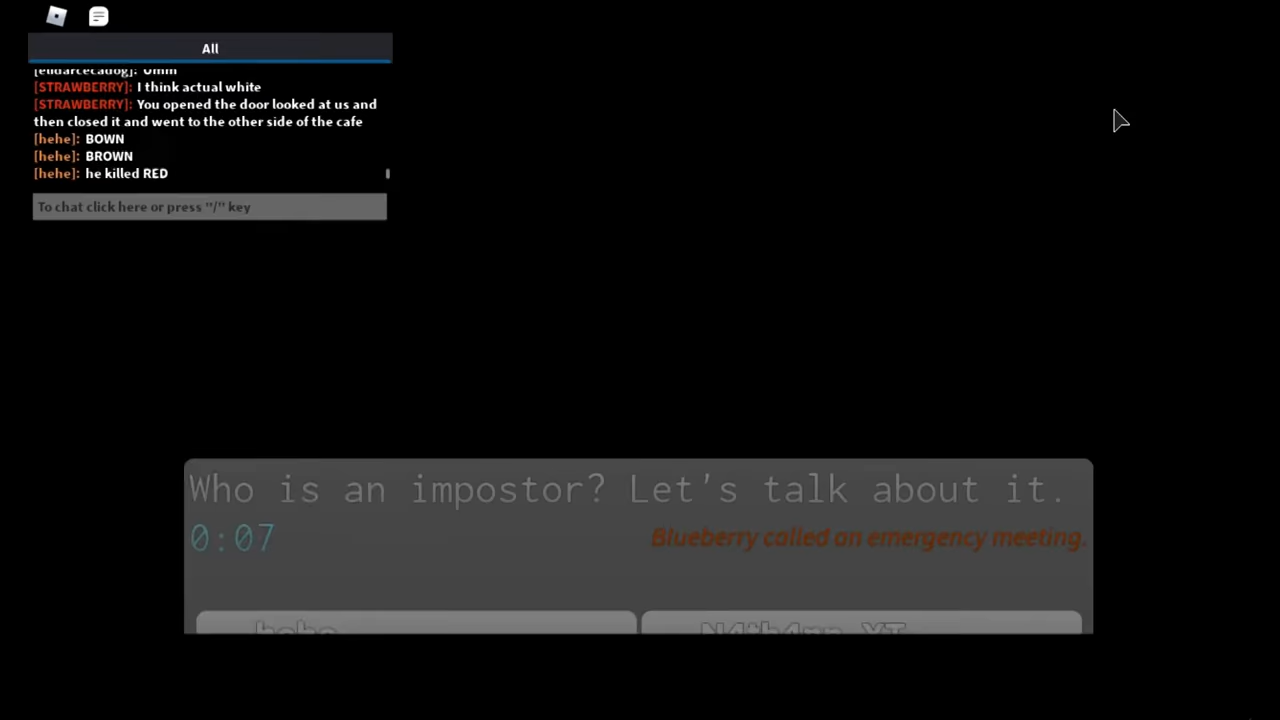 All
[STRAWBERRY]: I think actual white
[STRAWBERRY]: You opened the door looked at us and
then closed it and went to the other side of the cafe
[hehe]: BOWN
[hehe]: BROWN
[hehe]: he killed RED
To chat click here or press "/" key
Who is an impostor? Let's talk about it.
0:07
Blueberry called an emergency meeting.
hehe